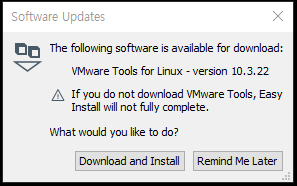 Software Updates
The following software is available for download:
VMware Tools for Linux - version 10.3.22
If you do not download VMware Tools, Easy
Install will not fully complete.
What would you like to do?
Download and Install
Remind Me Later